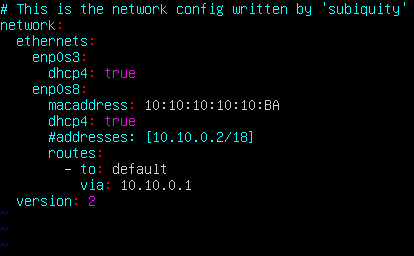 # This is the network config written by 'subiquity'
network:
  ethernets:
    enp0s3:
      dhcp4: true
    enp0s8:
      macaddress: 10:10:10:10:10:BA
      dhcp4: true
      #addresses: [10.10.0.2/18]
      routes:
        - to: default
          via: 10.10.0.1
  version: 2
~
~
~